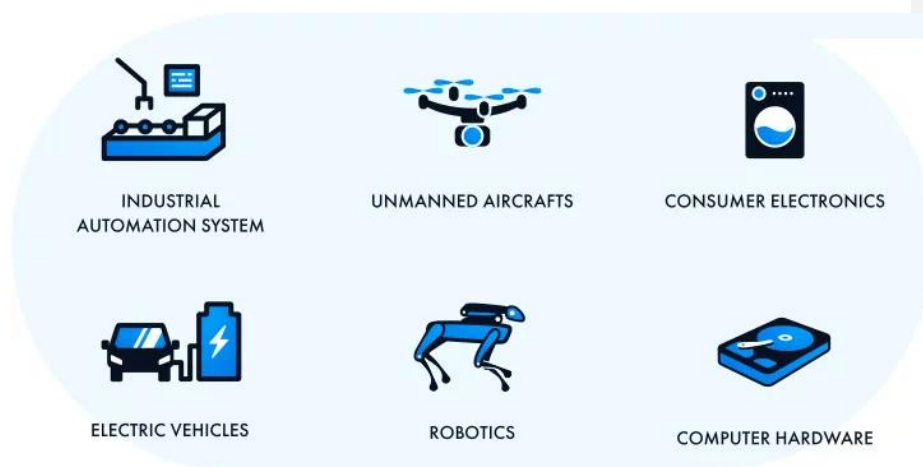 INDUSTRIAL
AUTOMATION SYSTEM
UNMANNED AIRCRAFTS
CONSUMER ELECTRONICS
ELECTRIC VEHICLES
ROBOTICS
COMPUTER HARDWARE